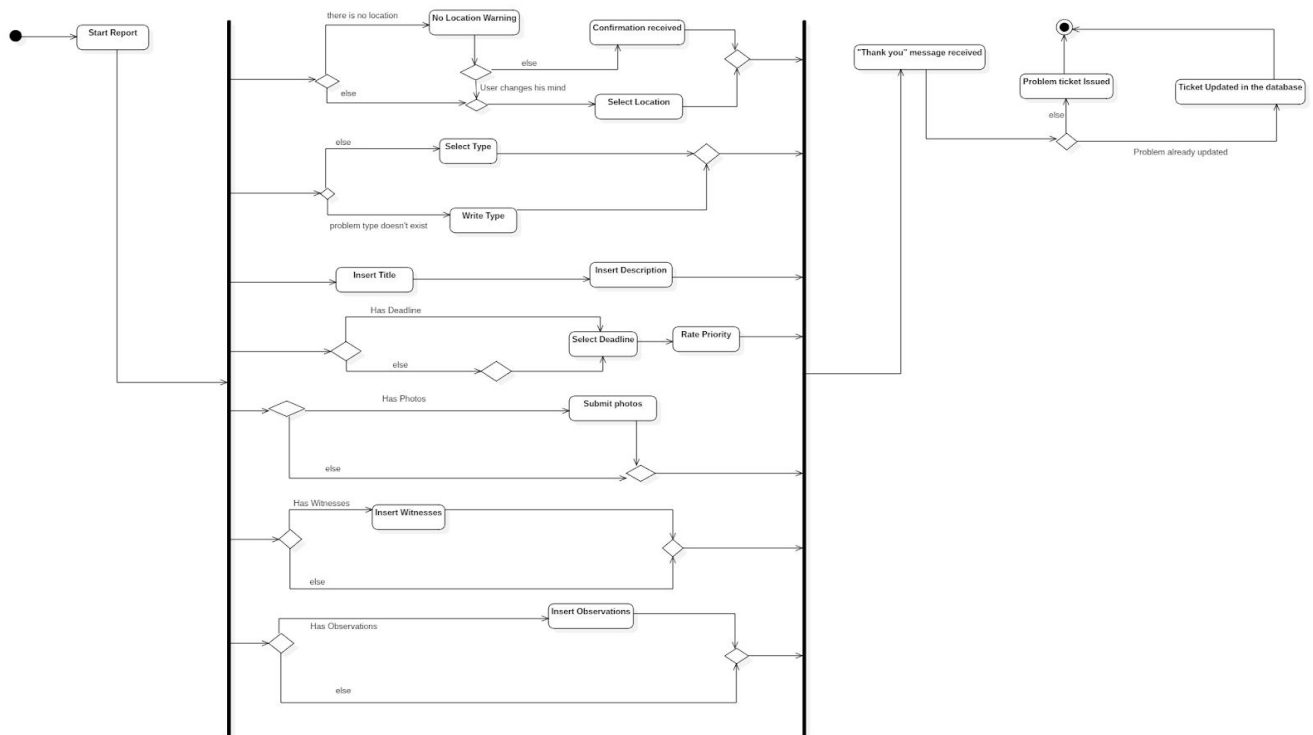 Start Report
there is no location
No Location Warning
Confirmation received
else
User changes his mind
else
Select Location
else
Select Type
problem type doesn't exist
Write Type
Insert Title
Insert Description
Has Deadline
Select Deadline
Rate Priority
else
Has Photos
Submit photos
else
Has Witnesses
Insert Witnesses
else
Insert Observations
Has Observations
else
"Thank you" message received
Problem ticket Issued
Ticket Updated in the database
else
Problem already updated